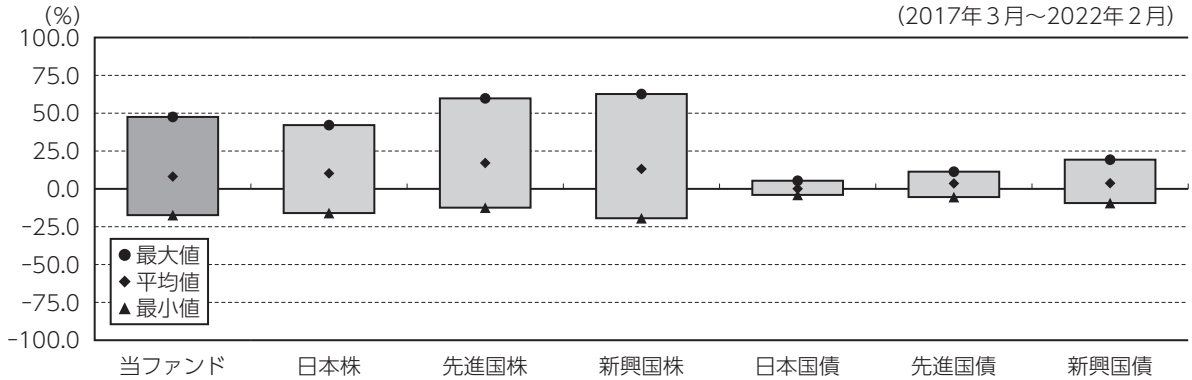 (%)
(2017年3月～2022年2月)
100.0
75.0
50.0
25.0
0.0
-25.0
-50.0
-75.0
-100.0
●最大値
◆平均値
▲最小値
当ファンド 日本株 先進国株 新興国株 日本国債 先進国債 新興国債